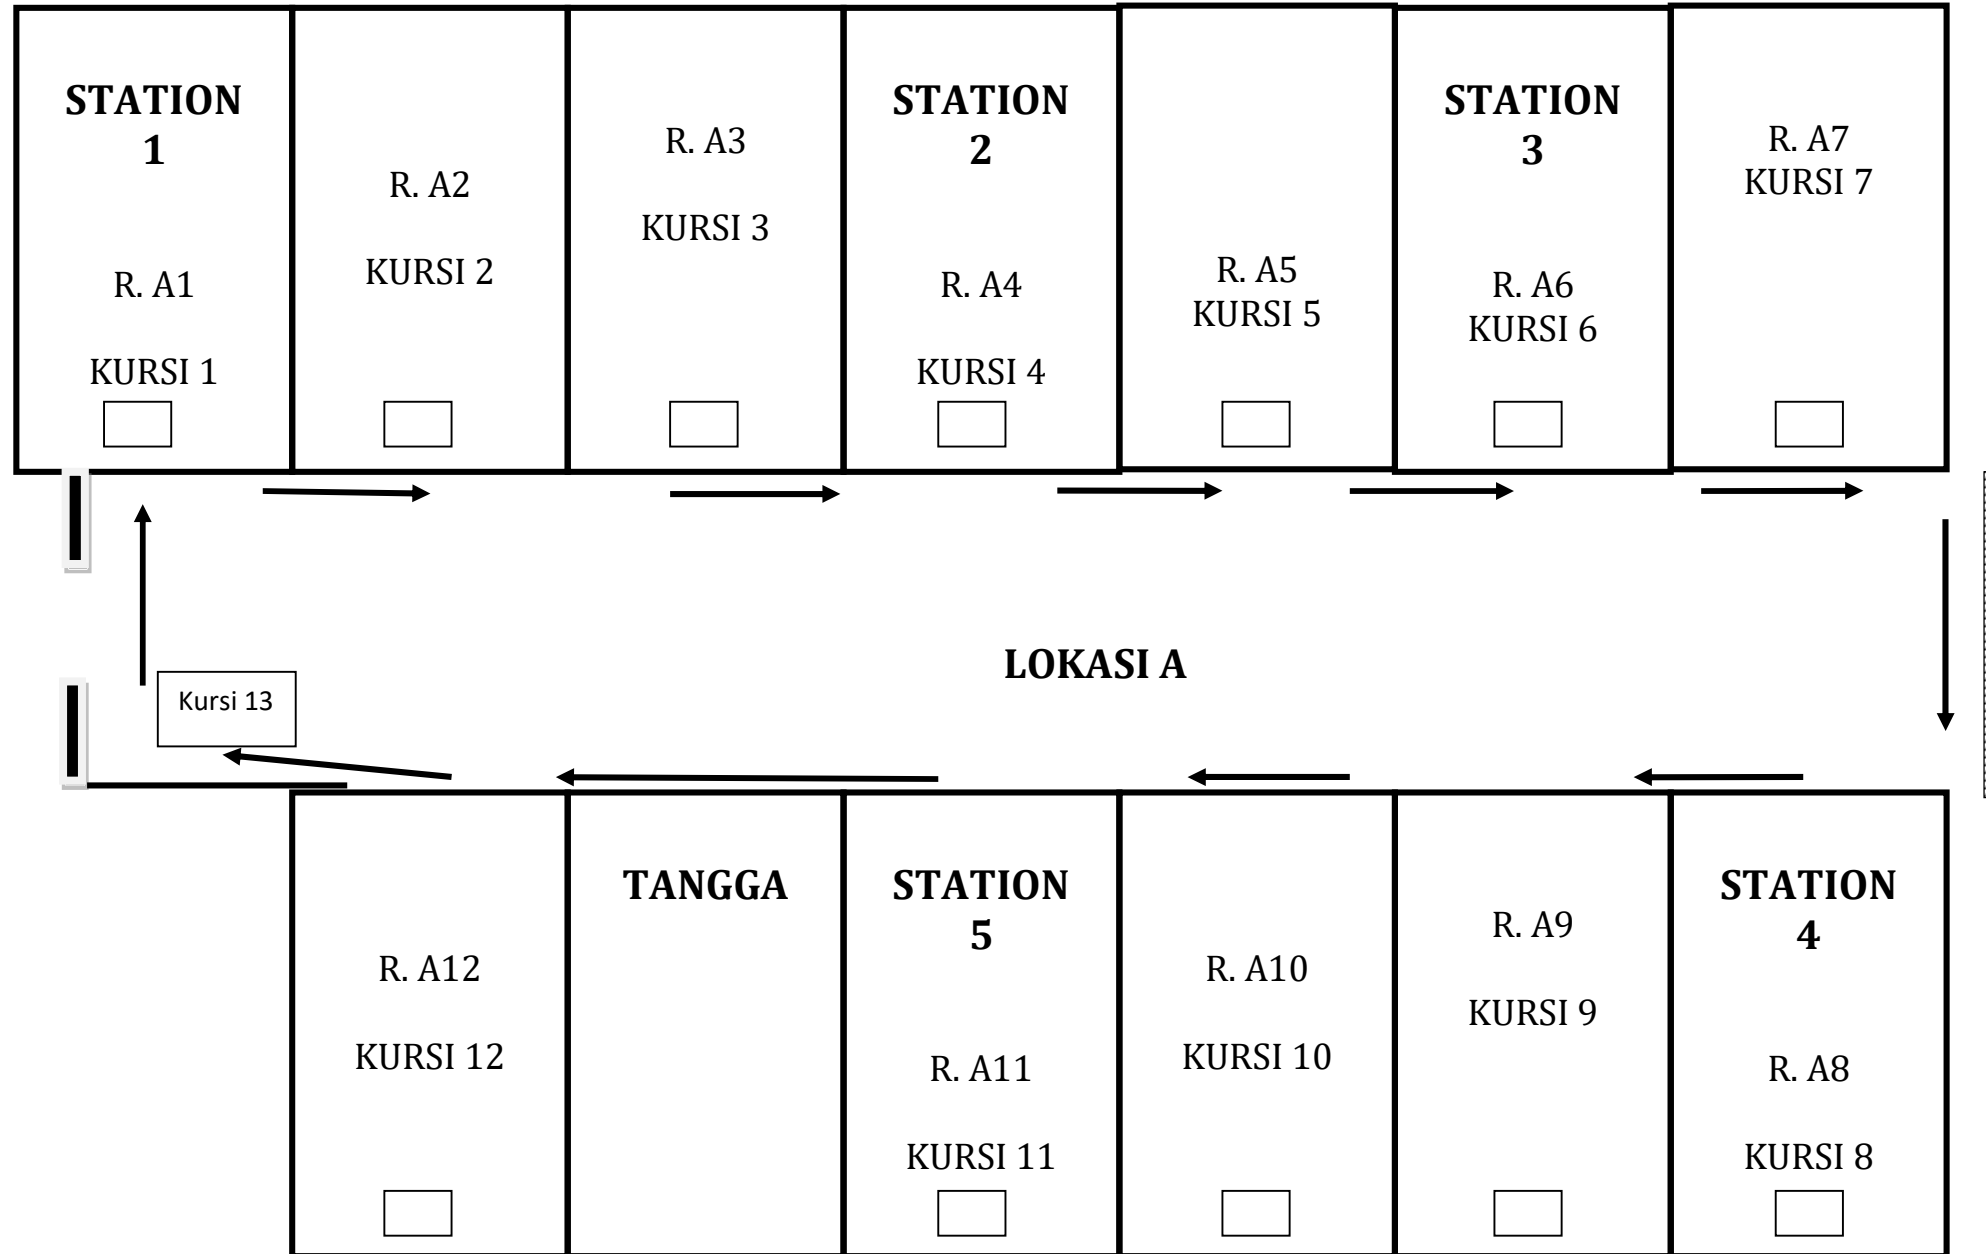 STATION
1
R. A1
KURSI 1
R. A2
KURSI 2
R. A3
KURSI 3
STATION
2
R. A4
KURSI 4
R. A5
KURSI 5
STATION
3
R. A6
KURSI 6
R. A7
KURSI 7
LOKASI A
Kursi 13
R. A12
KURSI 12
TANGGA
STATION
5
R. A11
KURSI 11
R. A10
KURSI 10
R. A9
KURSI 9
STATION
4
R. A8
KURSI 8